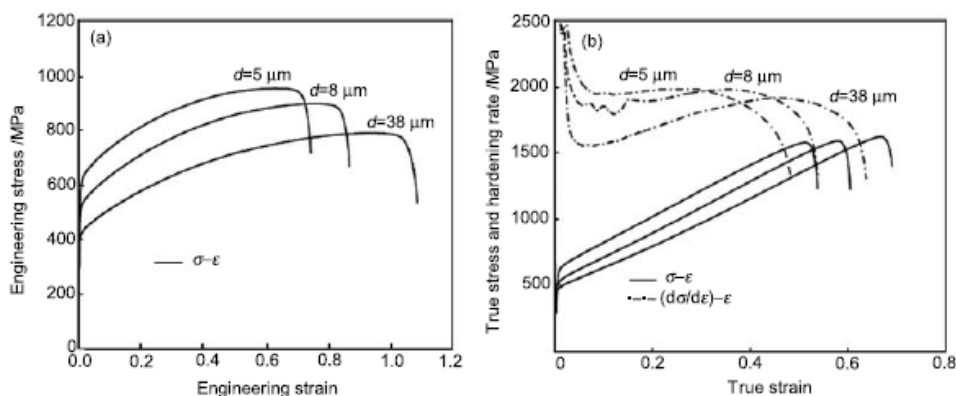 (a)
Engineering stress /MPa
1200
1000
800
600
400
200
0
d=5 μm
d=8 μm
d=38 μm
σ–ε
0.0 0.2 0.4 0.6 0.8 1.0 1.2
Engineering strain
(b)
True stress and hardening rate /MPa
2500
2000
1500
1000
500
d=5 μm
d=8 μm
d=38 μm
σ–ε
(dσ/dε)–ε
0 0.2 0.4 0.6 0.8
True strain